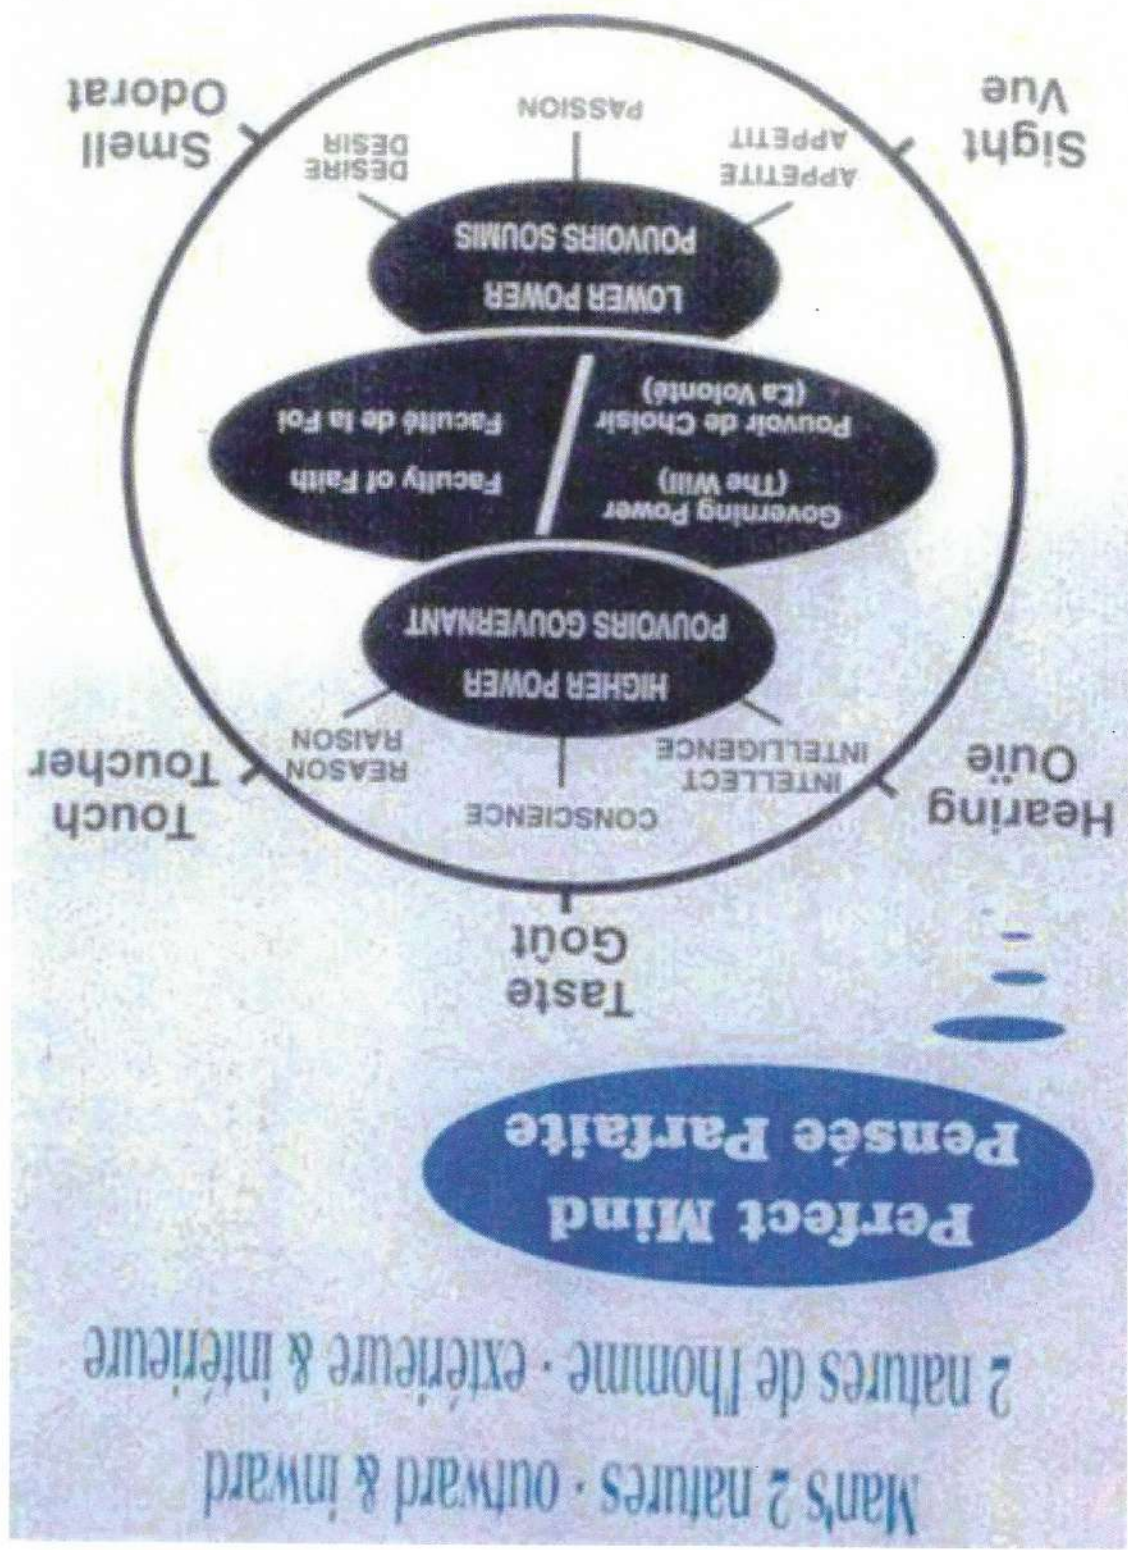 Man's 2 natures · outward & inward
2 natures de l'homme · extérieure & intérieure
Perfect Mind
Pensée Parfaite
Taste
Goût
Hearing
Ouïe
Touch
Toucher
CONSCIENCE
INTELLECT
INTELLIGENCE
REASON
RAISON
HIGHER POWER
POUVOIRS GOUVERNANT
Governing Power
(The Will)
Pouvoir de Choisir
(La Volonté)
Faculty of Faith
Faculté de la Foi
LOWER POWER
POUVOIRS SOUMIS
APPETITE
APPETIT
DESIRE
DESIR
PASSION
Sight
Vue
Smell
Odorat